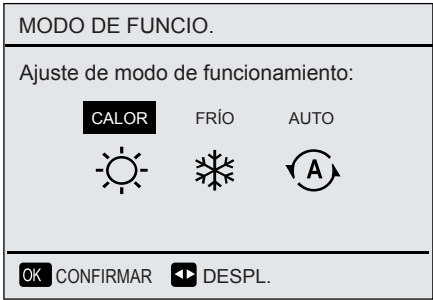 MODO DE FUNCIO.
Ajuste de modo de funcionamiento:
CALOR FRÍO AUTO
A
OK CONFIRMAR DESPL.